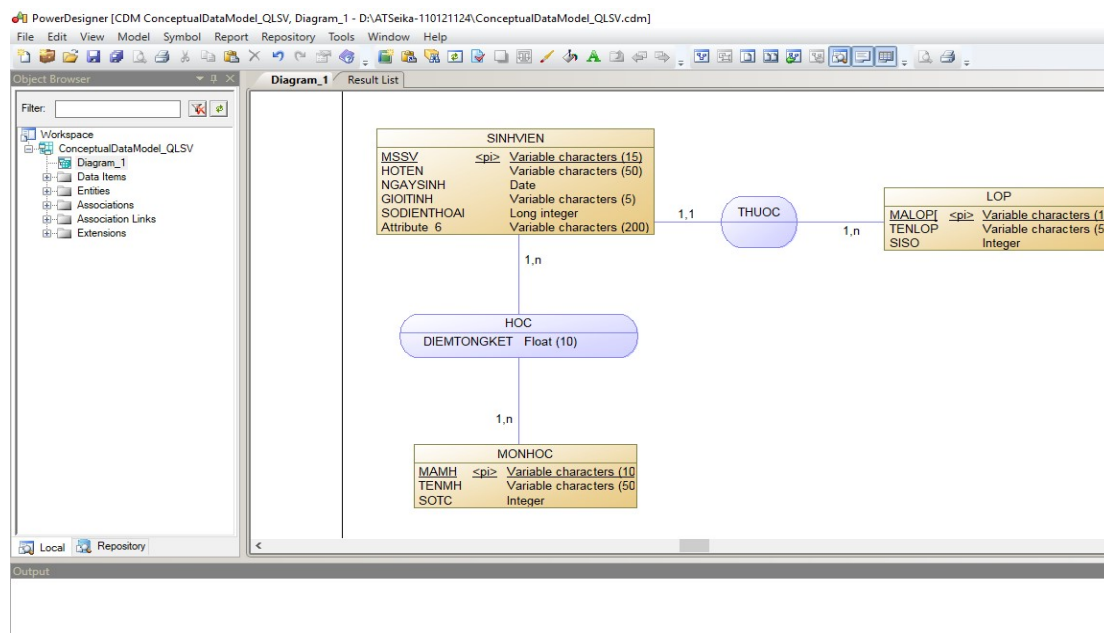 PowerDesigner [CDM ConceptualDataModel_QLSV, Diagram_1 - D:\ATSeika-110121124\ConceptualDataModel_QLSV.cdm]
File Edit View Model Symbol Report Repository Tools Window Help
Object Browser
Diagram_1 Result List
Filter:
Workspace
ConceptualDataModel_QLSV
Diagram_1
Data Items
Entities
Associations
Association Links
Extensions
SINHVIEN
MSSV <pi> Variable characters (15)
HOTEN Variable characters (50)
NGAYSINH Date
GIOITINH Variable characters (5)
SODIENTHOAI Long integer
Attribute_6 Variable characters (200)
1,1
THUOC
1,n
LOP
MALOP[ <pi> Variable characters (1
TENLOP Variable characters (5
SISO Integer
1,n
HOC
DIEMTONGKET Float (10)
1,n
MONHOC
MAMH <pi> Variable characters (10
TENMH Variable characters (50
SOTC Integer
Local Repository
Output